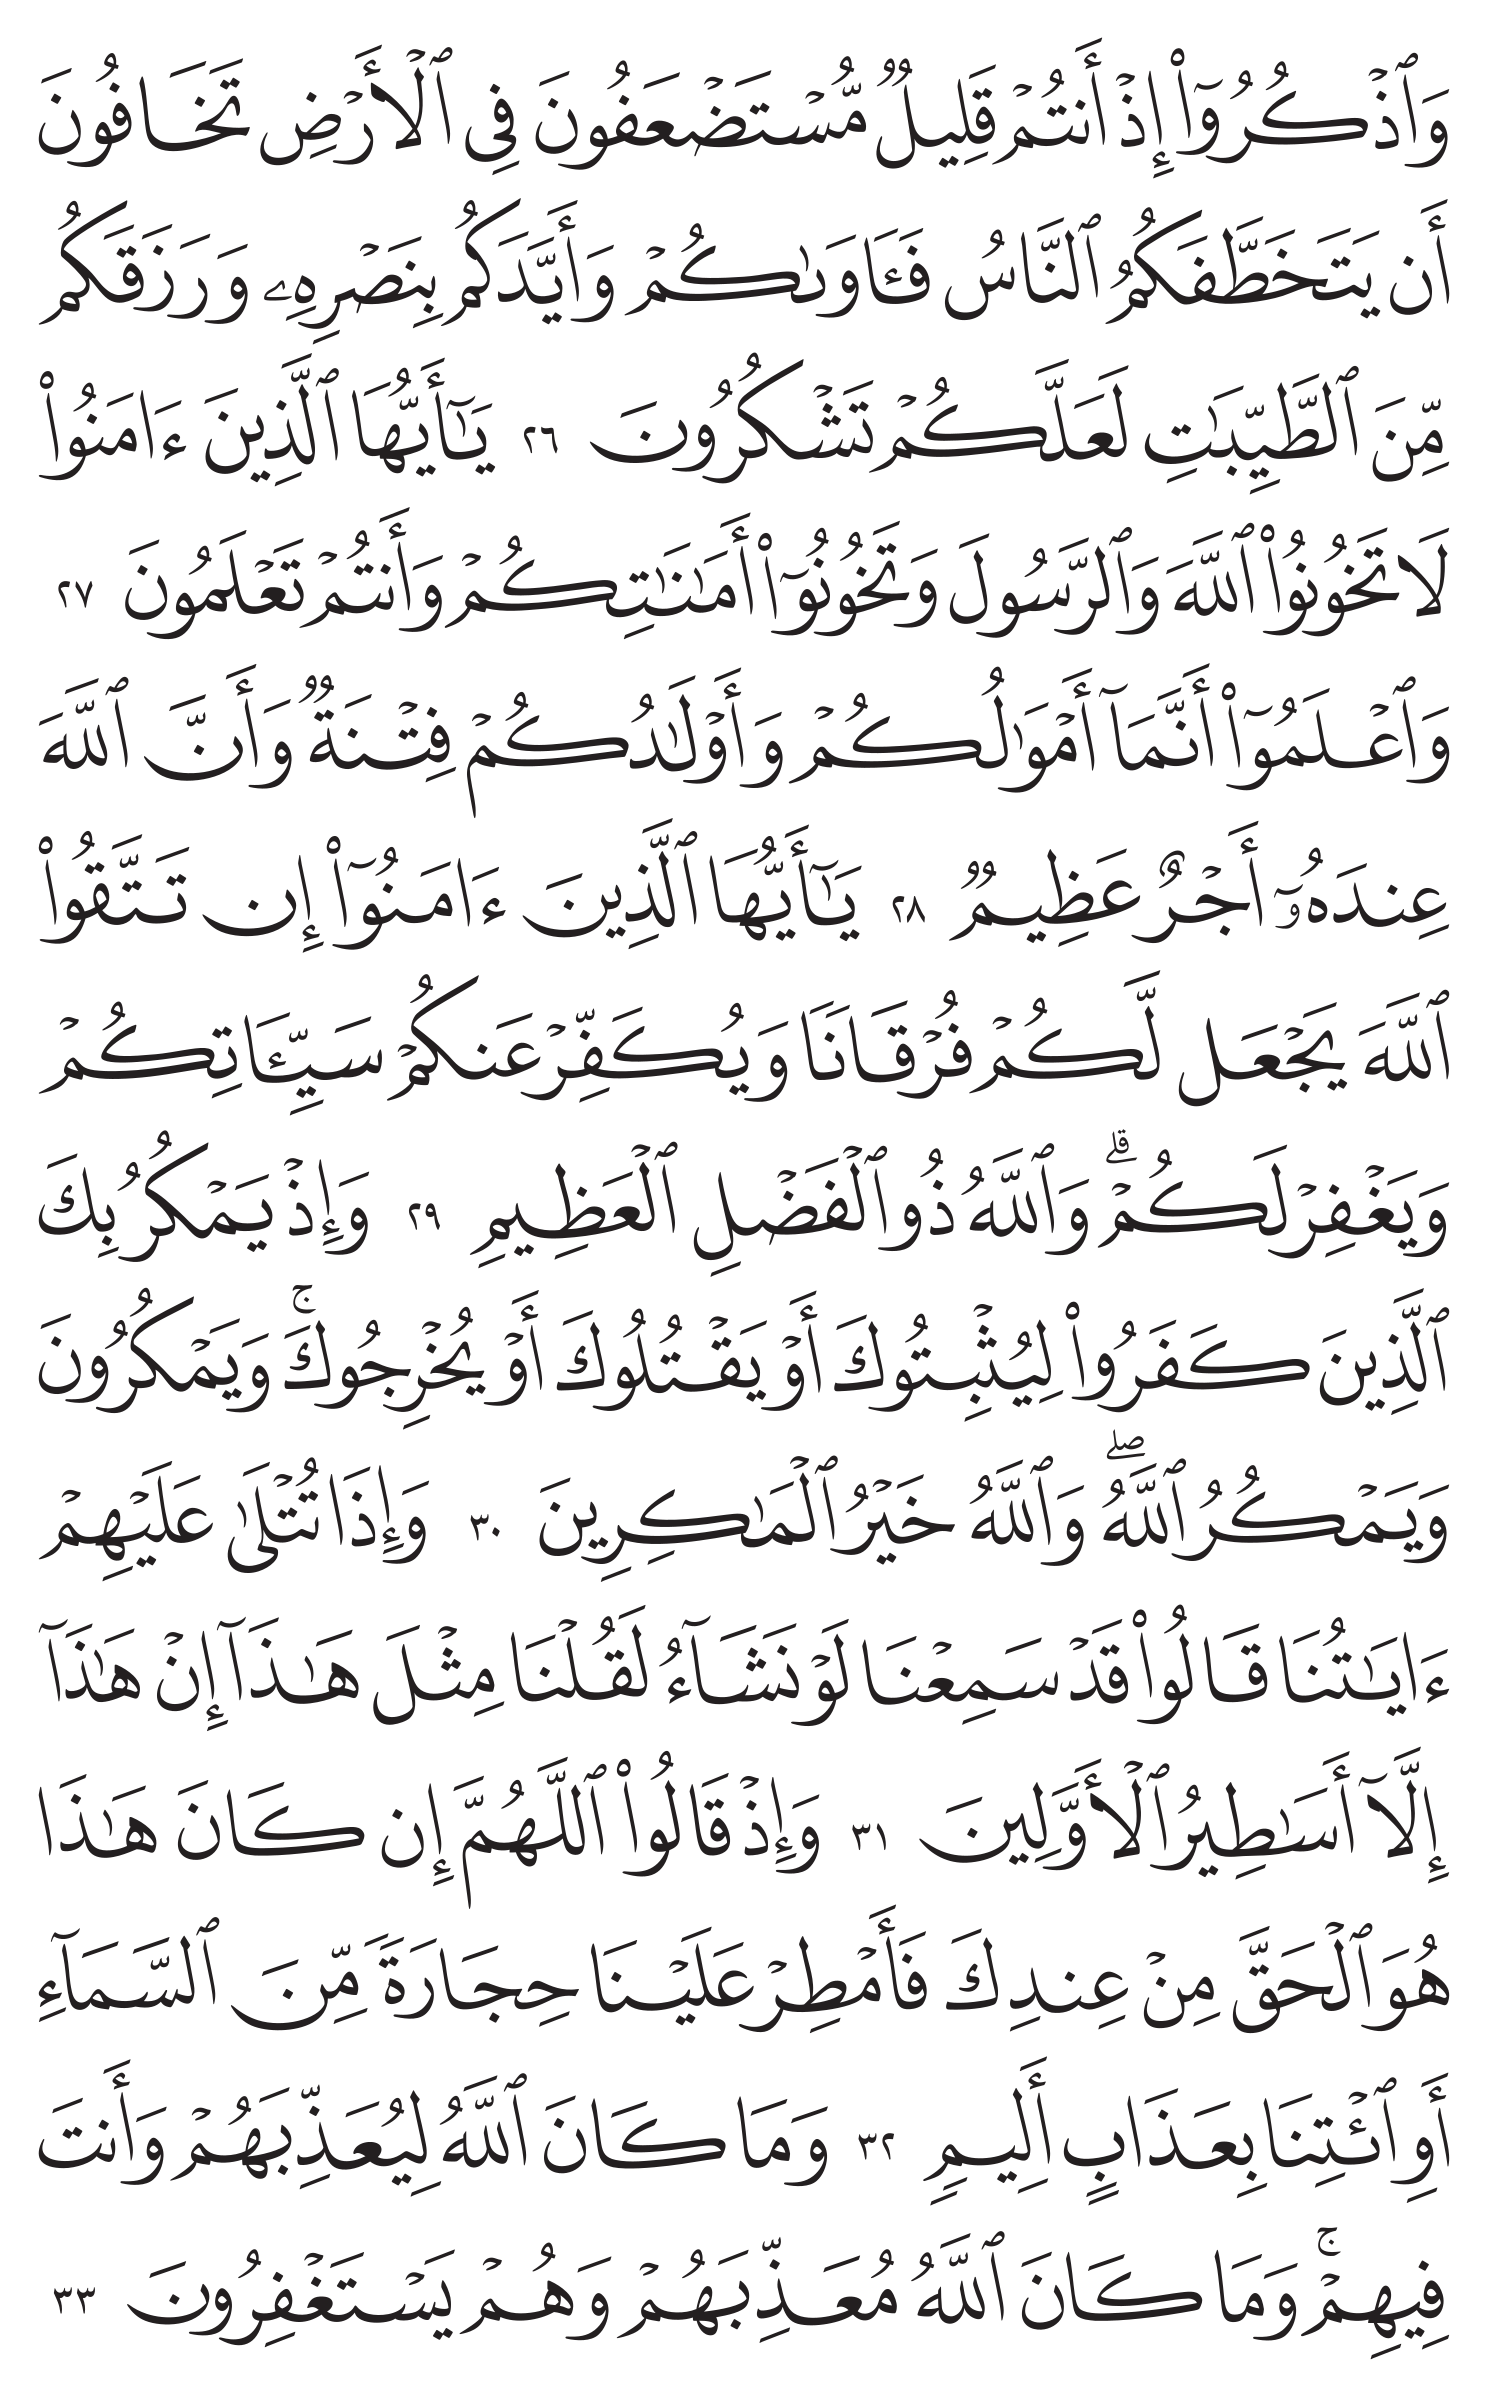 وَٱذۡكُرُوٓاْ إِذۡ أَنتُمۡ قَلِيلٞ مُّسۡتَضۡعَفُونَ فِي ٱلۡأَرۡضِ تَخَافُونَ
أَن يَتَخَطَّفَكُمُ ٱلنَّاسُ فَـَٔاوَىٰكُمۡ وَأَيَّدَكُم بِنَصۡرِهِۦ وَرَزَقَكُم
مِّنَ ٱلطَّيِّبَٰتِ لَعَلَّكُمۡ تَشۡكُرُونَ ٢٦ يَٰٓأَيُّهَا ٱلَّذِينَ ءَامَنُواْ
لَا تَخُونُواْ ٱللَّهَ وَٱلرَّسُولَ وَتَخُونُوٓاْ أَمَٰنَٰتِكُمۡ وَأَنتُمۡ تَعۡلَمُونَ ٢٧
وَٱعۡلَمُوٓاْ أَنَّمَآ أَمۡوَٰلُكُمۡ وَأَوۡلَٰدُكُمۡ فِتۡنَةٞ وَأَنَّ ٱللَّهَ
عِندَهُۥٓ أَجۡرٌ عَظِيمٞ ٢٨ يَٰٓأَيُّهَا ٱلَّذِينَ ءَامَنُوٓاْ إِن تَتَّقُواْ
ٱللَّهَ يَجۡعَل لَّكُمۡ فُرۡقَانٗا وَيُكَفِّرۡ عَنكُمۡ سَيِّـَٔاتِكُمۡ
وَيَغۡفِرۡ لَكُمۡۗ وَٱللَّهُ ذُو ٱلۡفَضۡلِ ٱلۡعَظِيمِ ٢٩ وَإِذۡ يَمۡكُرُ بِكَ
ٱلَّذِينَ كَفَرُواْ لِيُثۡبِتُوكَ أَوۡ يَقۡتُلُوكَ أَوۡ يُخۡرِجُوكَۚ وَيَمۡكُرُونَ
وَيَمۡكُرُ ٱللَّهُۖ وَٱللَّهُ خَيۡرُ ٱلۡمَٰكِرِينَ ٣٠ وَإِذَا تُتۡلَىٰ عَلَيۡهِمۡ
ءَايَٰتُنَا قَالُواْ قَدۡ سَمِعۡنَا لَوۡ نَشَآءُ لَقُلۡنَا مِثۡلَ هَٰذَآ إِنۡ هَٰذَآ
إِلَّآ أَسَٰطِيرُ ٱلۡأَوَّلِينَ ٣١ وَإِذۡ قَالُواْ ٱللَّهُمَّ إِن كَانَ هَٰذَا
هُوَ ٱلۡحَقَّ مِنۡ عِندِكَ فَأَمۡطِرۡ عَلَيۡنَا حِجَارَةٗ مِّنَ ٱلسَّمَآءِ
أَوِ ٱئۡتِنَا بِعَذَابٍ أَلِيمٖ ٣٢ وَمَا كَانَ ٱللَّهُ لِيُعَذِّبَهُمۡ وَأَنتَ
فِيهِمۡۚ وَمَا كَانَ ٱللَّهُ مُعَذِّبَهُمۡ وَهُمۡ يَسۡتَغۡفِرُونَ ٣٣